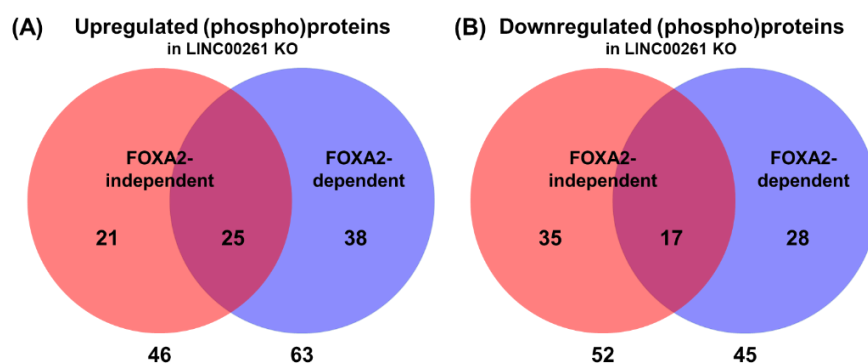 (A) Upregulated (phospho)proteins
in LINC00261 KO
FOXA2-
independent
FOXA2-
dependent
21
25
38
46
63
(B) Downregulated (phospho)proteins
in LINC00261 KO
FOXA2-
independent
FOXA2-
dependent
35
17
28
52
45